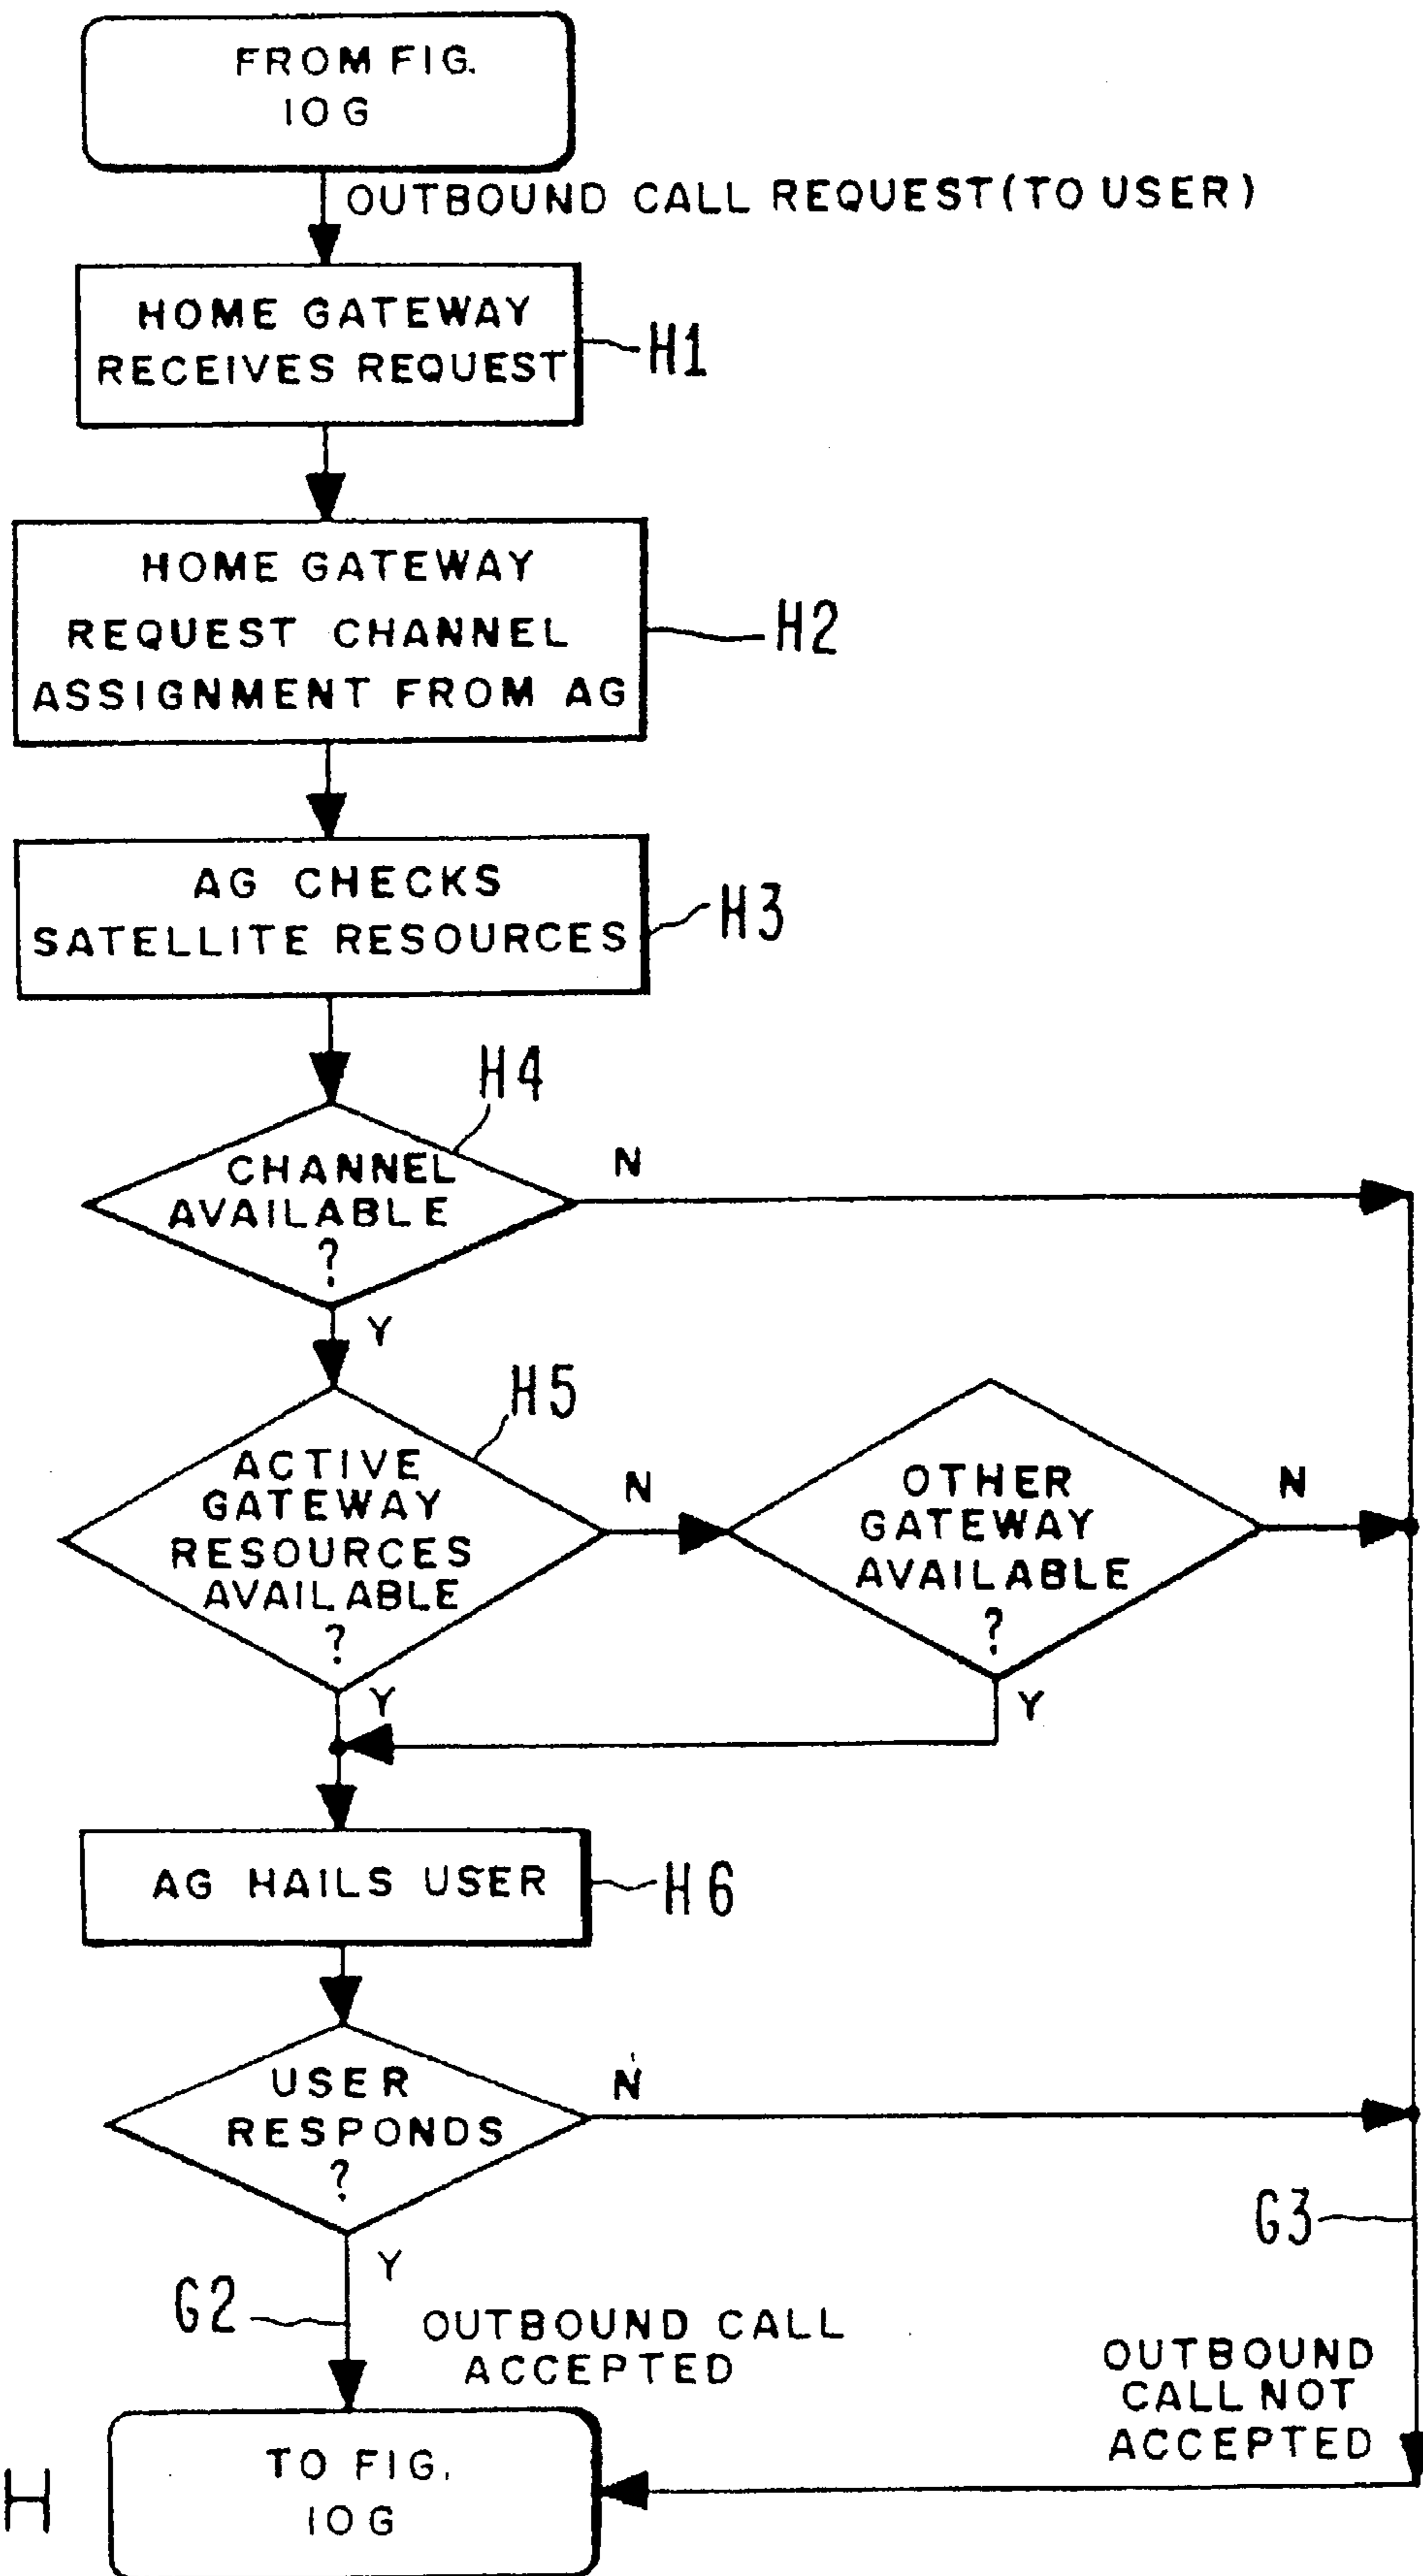 FROM FIG.
10G
OUTBOUND CALL REQUEST (TO USER)
HOME GATEWAY
RECEIVES REQUEST
H1
HOME GATEWAY
REQUEST CHANNEL
ASSIGNMENT FROM AG
H2
AG CHECKS
SATELLITE RESOURCES
H3
H4
CHANNEL
AVAILABLE
?
N
Y
H5
ACTIVE
GATEWAY
RESOURCES
AVAILABLE
?
N
OTHER
GATEWAY
AVAILABLE
?
N
Y
Y
AG HAILS USER
H6
USER
RESPONDS
?
N
G3
Y
G2
OUTBOUND CALL
ACCEPTED
OUTBOUND
CALL NOT
ACCEPTED
H
TO FIG.
10G